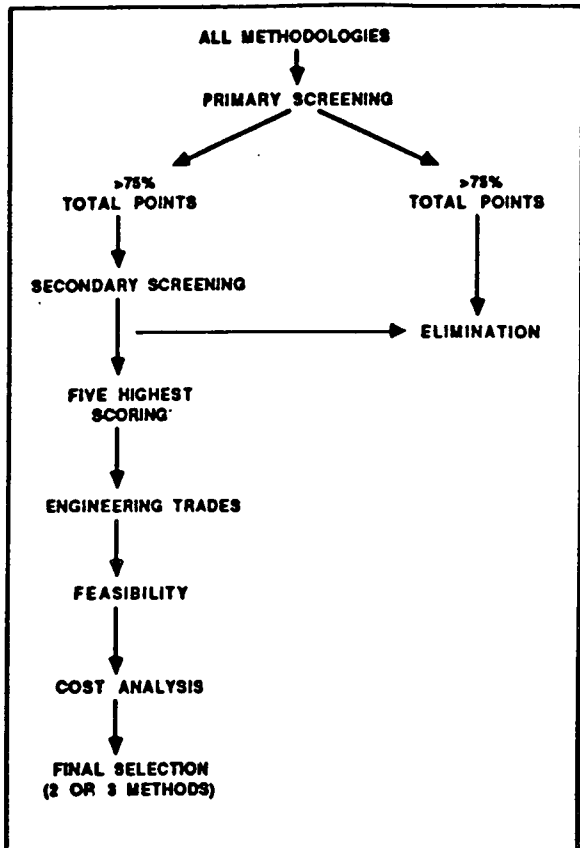 ALL METHODOLOGIES
PRIMARY SCREENING
>75%
TOTAL POINTS
>75%
TOTAL POINTS
SECONDARY SCREENING
ELIMINATION
FIVE HIGHEST
SCORING
ENGINEERING TRADES
FEASIBILITY
COST ANALYSIS
FINAL SELECTION
(2 OR 3 METHODS)